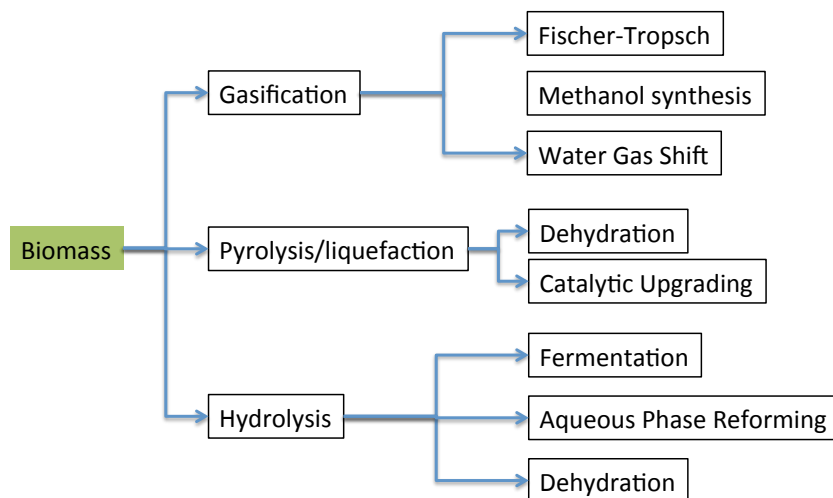 Fischer-Tropsch
Gasification
Methanol synthesis
Water Gas Shift
Biomass
Pyrolysis/liquefaction
Dehydration
Catalytic Upgrading
Fermentation
Hydrolysis
Aqueous Phase Reforming
Dehydration